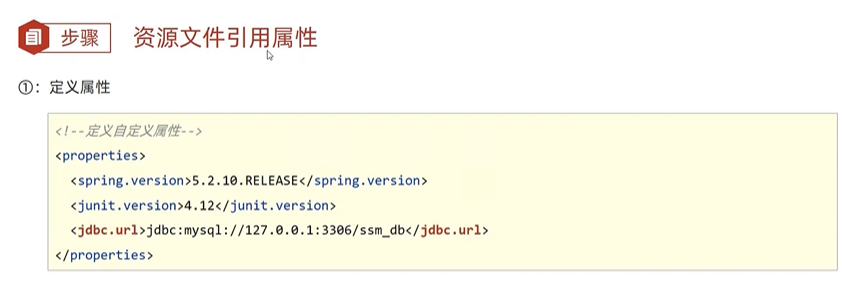 步骤 资源文件引用属性
①：定义属性
<!--定义自定义属性-->
<properties>
<spring.version>5.2.10.RELEASE</spring.version>
<junit.version>4.12</junit.version>
<jdbc.url>jdbc:mysql://127.0.0.1:3306/ssm_db</jdbc.url>
</properties>